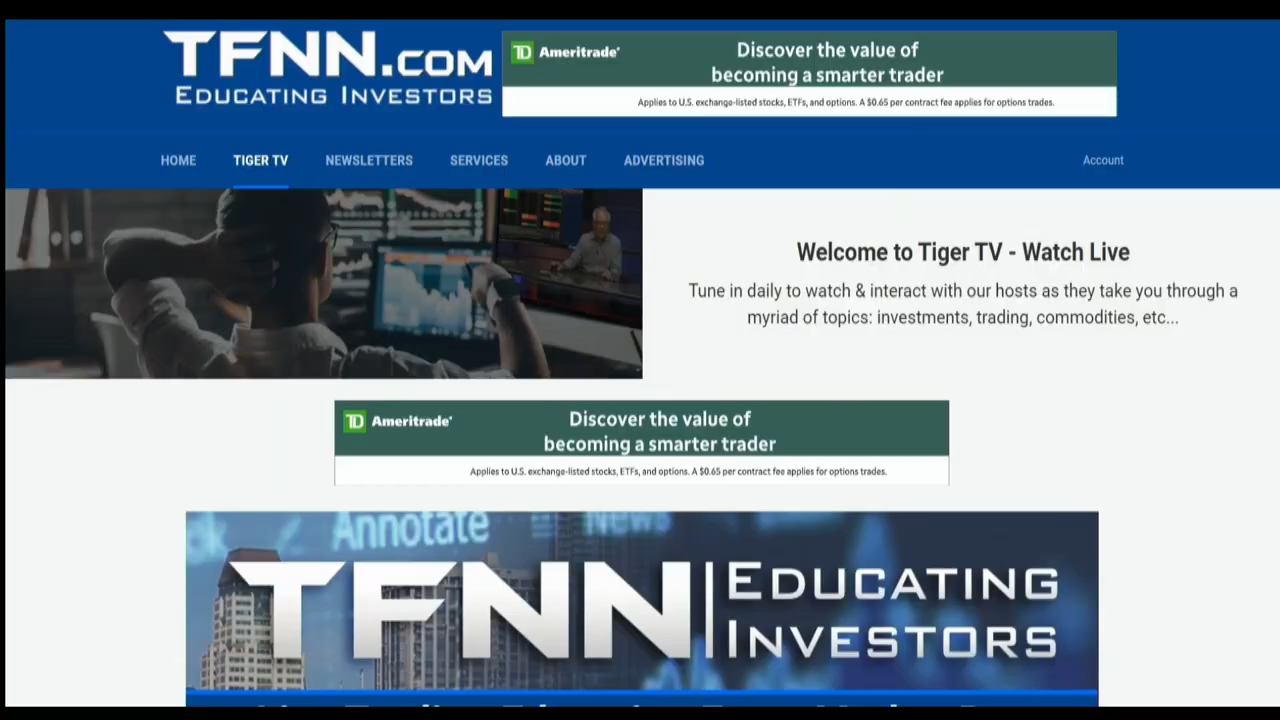 TFNN.COM
EDUCATING INVESTORS
TD Ameritrade
Discover the value of
becoming a smarter trader
Applies to U.S. exchange-listed stocks, ETFs, and options. A $0.65 per contract fee applies for options trades.
HOME TIGER TV NEWSLETTERS SERVICES ABOUT ADVERTISING Account
Welcome to Tiger TV - Watch Live
Tune in daily to watch & interact with our hosts as they take you through a
myriad of topics: investments, trading, commodities, etc...
TD Ameritrade
Discover the value of
becoming a smarter trader
Applies to U.S. exchange-listed stocks, ETFs, and options. A $0.65 per contract fee applies for options trades.
Annotate News
TFNN EDUCATING
INVESTORS